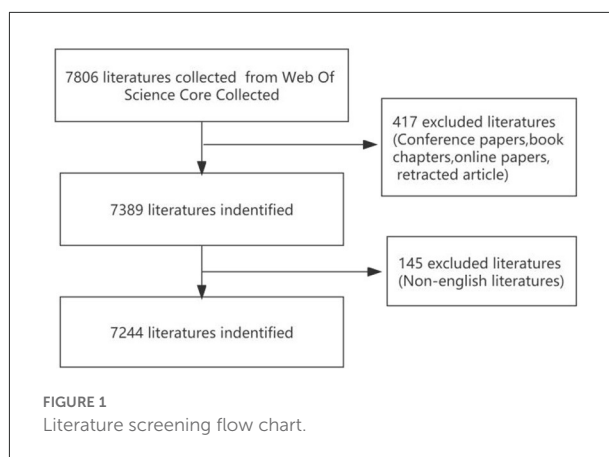 7806 literatures collected from Web Of
Science Core Collected
417 excluded literatures
(Conference papers,book
chapters,online papers,
retracted article)
7389 literatures indentified
145 excluded literatures
(Non-english literatures)
7244 literatures indentified
FIGURE 1
Literature screening flow chart.